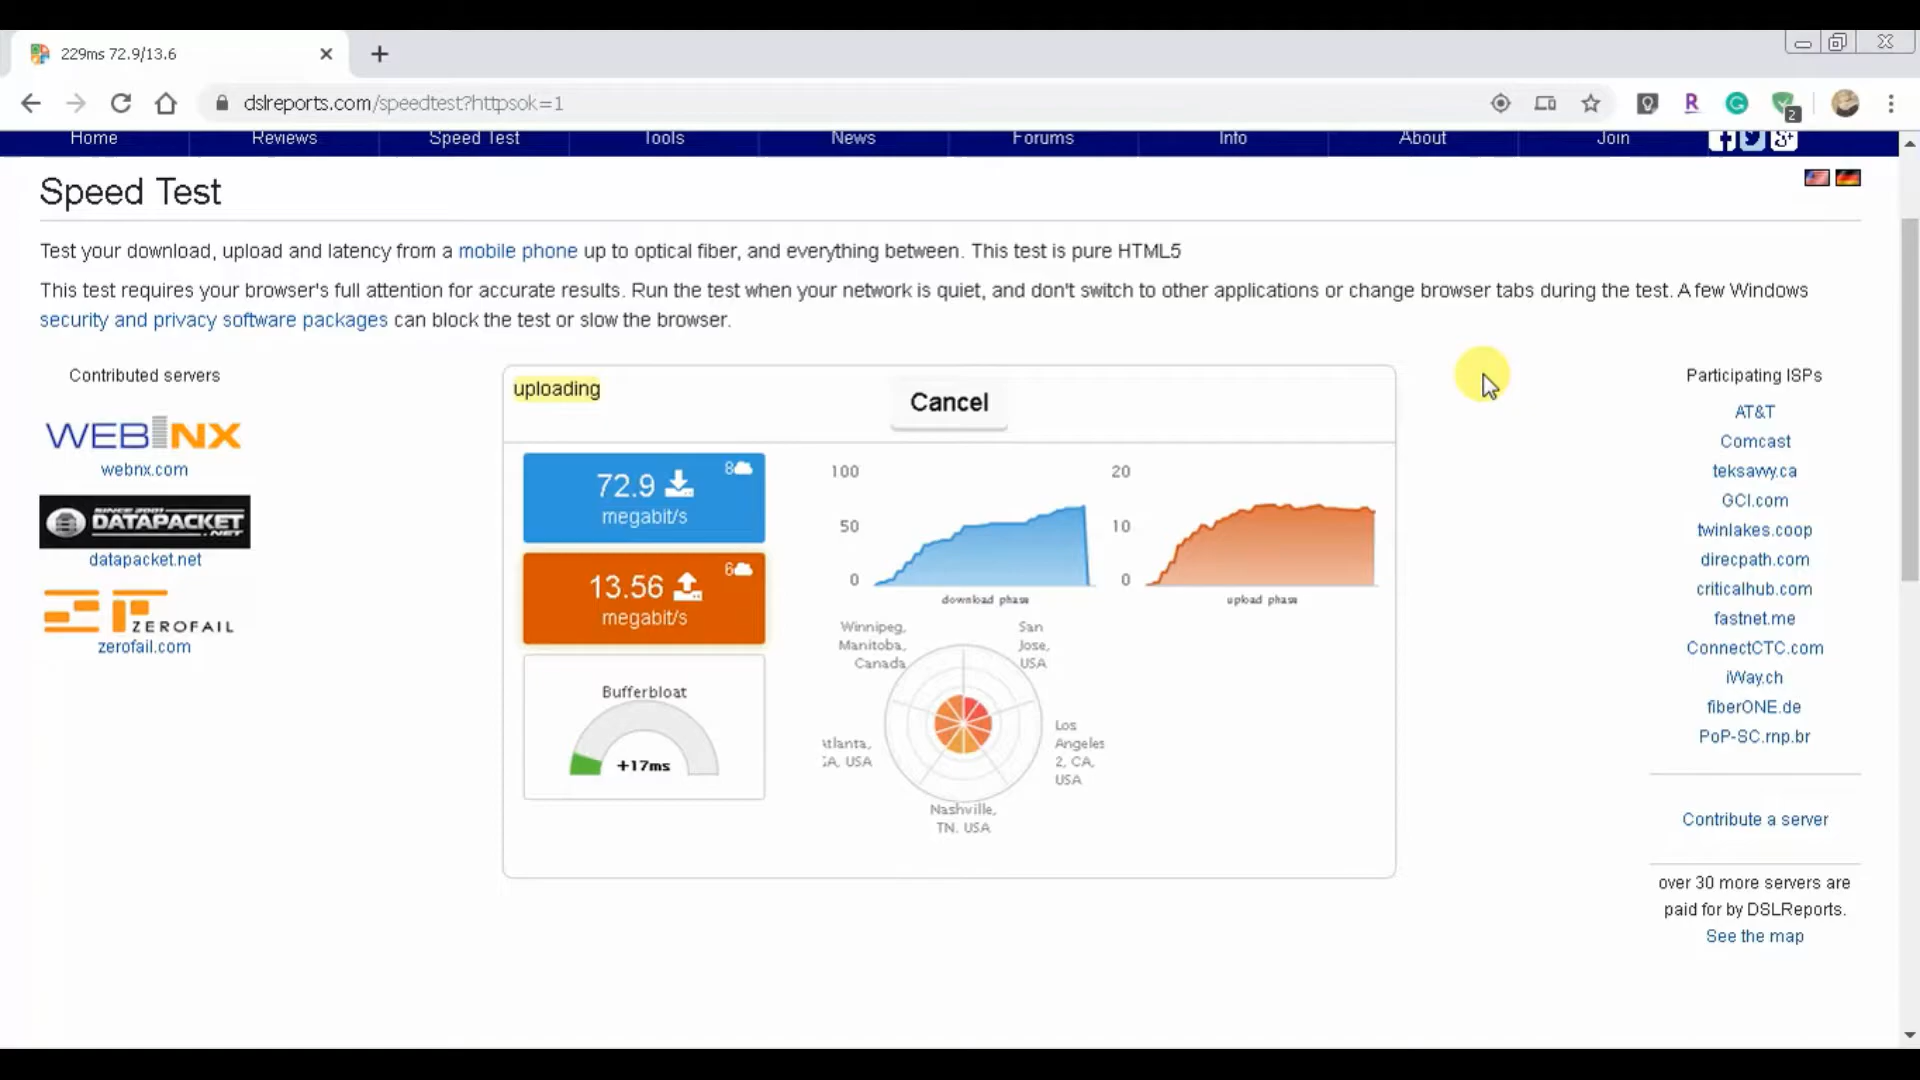 229ms 72.9/13.6
dslreports.com/speedtest?httpsok=1
2
Home Reviews Speed Test Tools News Forums Info About Join
Speed Test
Test your download, upload and latency from a mobile phone up to optical fiber, and everything between. This test is pure HTML5
This test requires your browser's full attention for accurate results. Run the test when your network is quiet, and don't switch to other applications or change browser tabs during the test. A few Windows
security and privacy software packages can block the test or slow the browser.
Contributed servers
WEBNX
webnx.com
SINCE 2001
DATAPACKET.NET
datapacket.net
ZEROFAIL
zerofail.com
uploading
Cancel
72.9
8
megabit/s
13.56
6
megabit/s
Bufferbloat
+17ms
100
50
0
download phase
20
10
0
upload phase
Winnipeg,
Manitoba,
Canada
San
Jose,
USA
Los
Angeles
2, CA,
USA
Nashville,
TN, USA
Atlanta,
GA, USA
Participating ISPs
AT&T
Comcast
teksavvy.ca
GCI.com
twinlakes.coop
direcpath.com
criticalhub.com
fastnet.me
ConnectCTC.com
iWay.ch
fiberONE.de
PoP-SC.rnp.br
Contribute a server
over 30 more servers are
paid for by DSLReports.
See the map